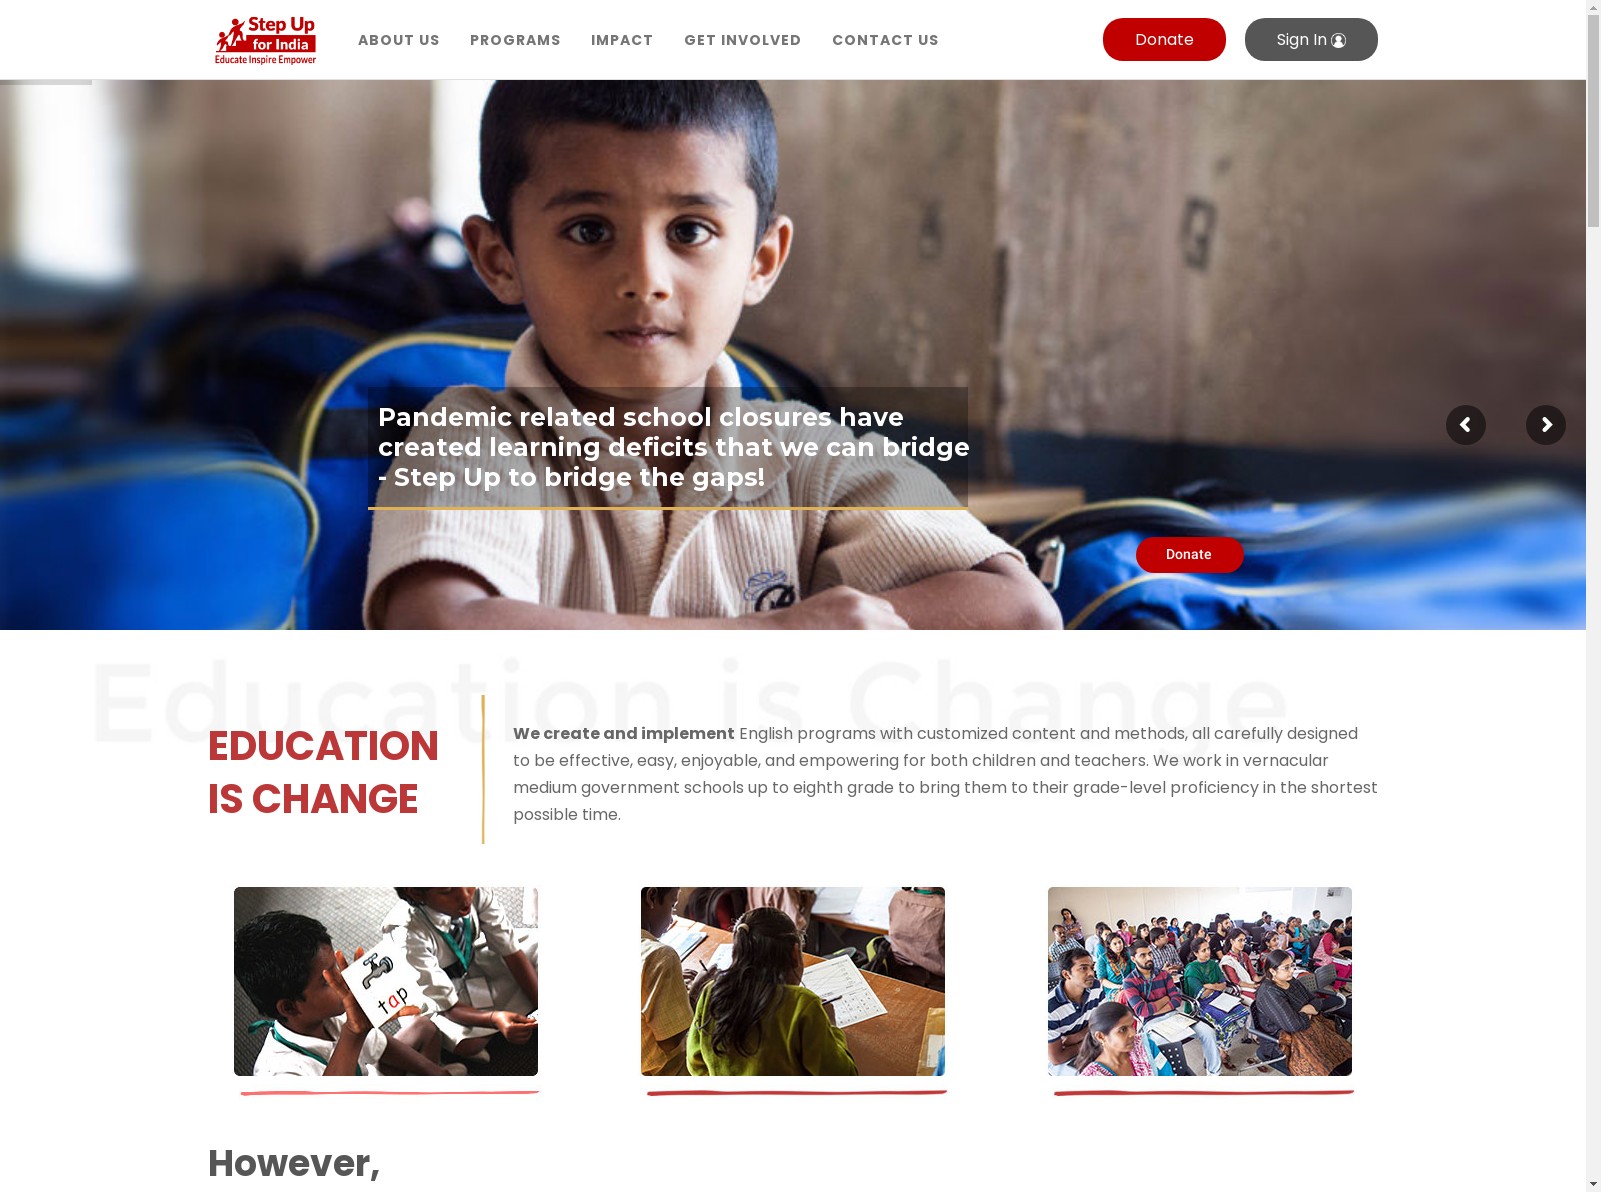 Step Up
for India
Educate Inspire Empower
ABOUT US
PROGRAMS
IMPACT
GET INVOLVED
CONTACT US
Donate
Sign In
Pandemic related school closures have
created learning deficits that we can bridge
- Step Up to bridge the gaps!
Donate
Education is Change
EDUCATION
IS CHANGE
We create and implement English programs with customized content and methods, all carefully designed
to be effective, easy, enjoyable, and empowering for both children and teachers. We work in vernacular
medium government schools up to eighth grade to bring them to their grade-level proficiency in the shortest
possible time.
tap
However,